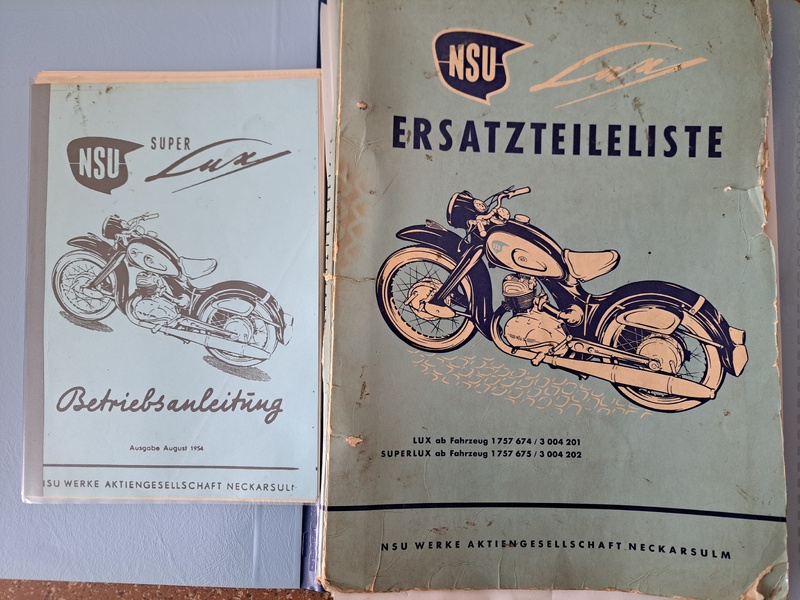 NSU
SUPER
Lux
Betriebsanleitung
Ausgabe August 1954
NSU WERKE AKTIENGESELLSCHAFT NECKARSULM
NSU
Lux
ERSATZTEILELISTE
LUX ab Fahrzeug 1 757 674 / 3 004 201
SUPERLUX ab Fahrzeug 1 757 675 / 3 004 202
NSU WERKE AKTIENGESELLSCHAFT NECKARSULM